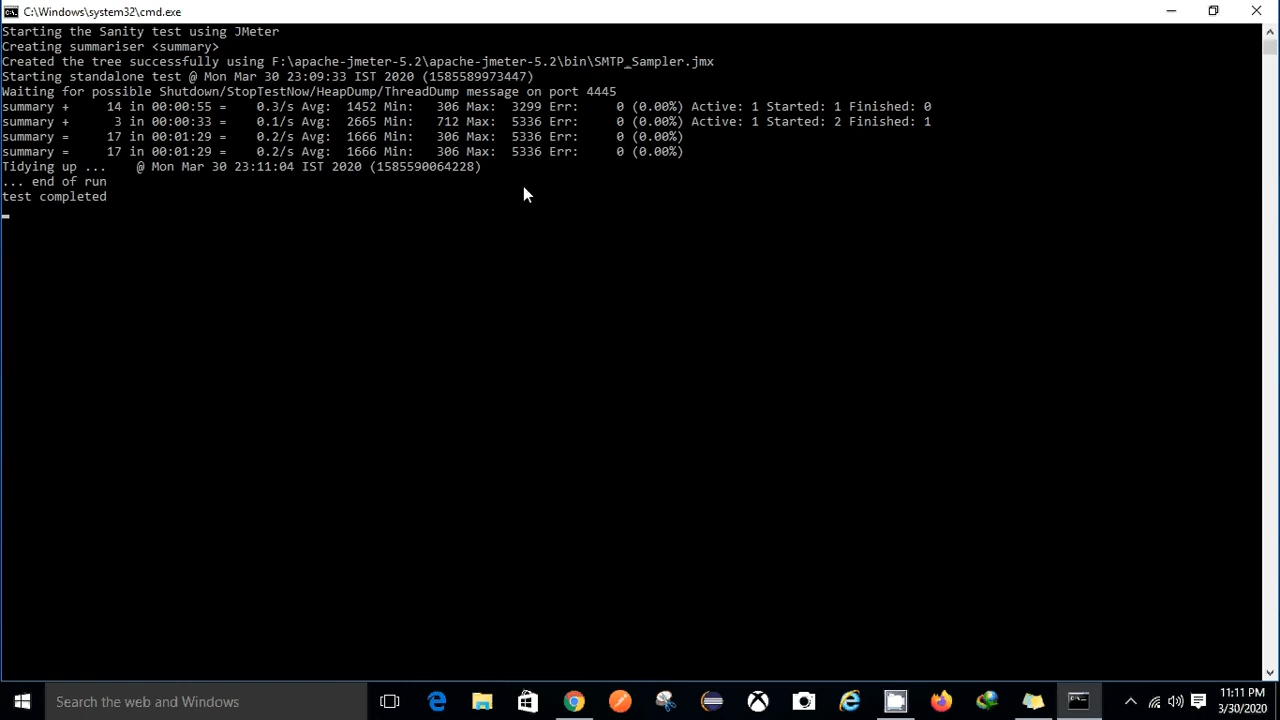 C:\Windows\system32\cmd.exe
Starting the Sanity test using JMeter
Creating summariser <summary>
Created the tree successfully using F:\apache-jmeter-5.2\apache-jmeter-5.2\bin\SMTP_Sampler.jmx
Starting standalone test @ Mon Mar 30 23:09:33 IST 2020 (1585589973447)
Waiting for possible Shutdown/StopTestNow/HeapDump/ThreadDump message on port 4445
summary +     14 in 00:00:55 =    0.3/s Avg:  1452 Min:   306 Max:  3299 Err:     0 (0.00%) Active: 1 Started: 1 Finished: 0
summary +      3 in 00:00:33 =    0.1/s Avg:  2665 Min:   712 Max:  5336 Err:     0 (0.00%) Active: 1 Started: 2 Finished: 1
summary =     17 in 00:01:29 =    0.2/s Avg:  1666 Min:   306 Max:  5336 Err:     0 (0.00%)
summary =     17 in 00:01:29 =    0.2/s Avg:  1666 Min:   306 Max:  5336 Err:     0 (0.00%)
Tidying up ...    @ Mon Mar 30 23:11:04 IST 2020 (1585590064228)
... end of run
test completed
Search the web and Windows
11:11 PM
3/30/2020